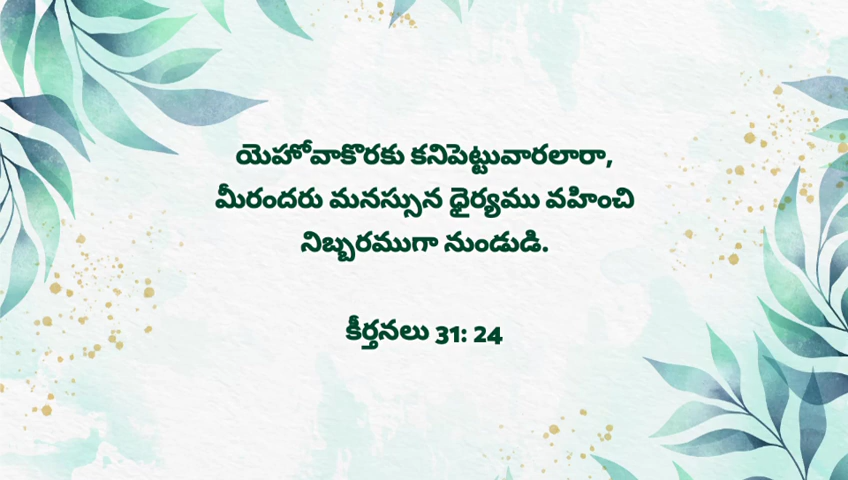 యెహోవాకొరకు కనిపెట్టువారలారా,
మీరందరు మనస్సున ధైర్యము వహించి
నిబ్బరముగా నుండుడి.
కీర్తనలు 31: 24